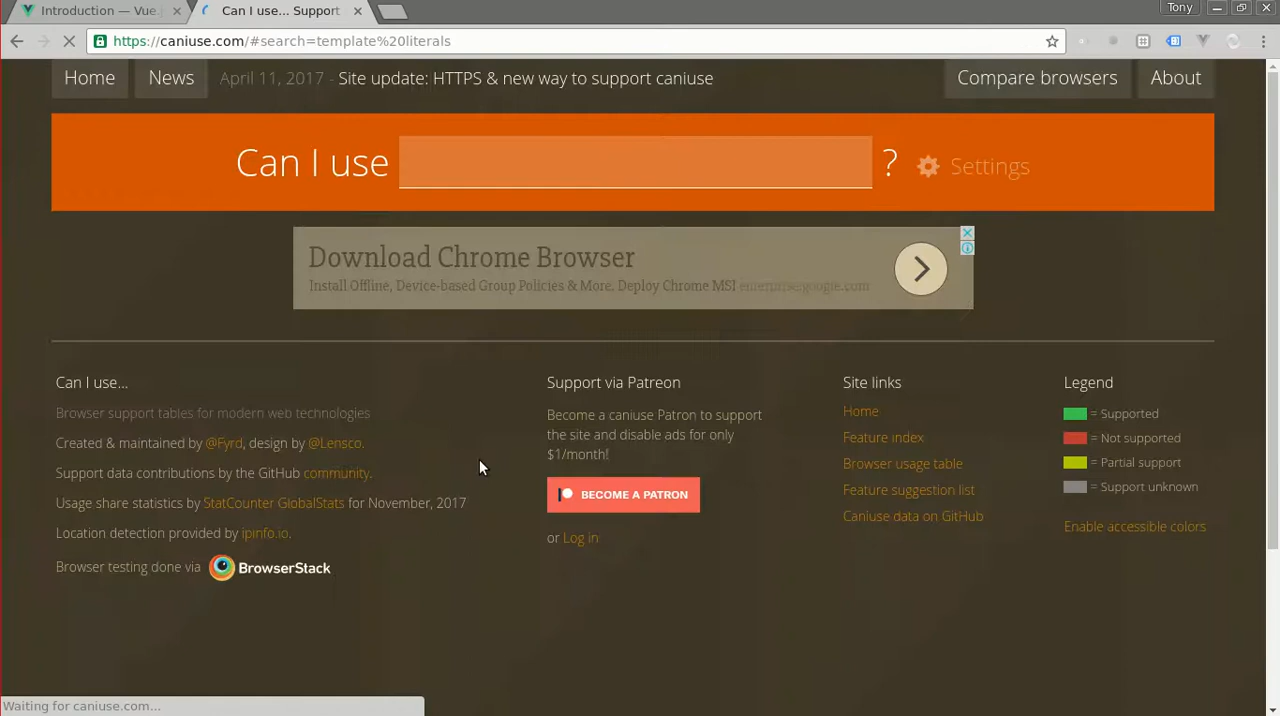 Introduction — Vue.j
Can I use... Support
Tony
https://caniuse.com/#search=template%20literals
Home
News
April 11, 2017 - Site update: HTTPS & new way to support caniuse
Compare browsers
About
Can I use
?
Settings
Download Chrome Browser
Install Offline, Device-based Group Policies & More. Deploy Chrome MSI enterprise.google.com
Can I use...
Browser support tables for modern web technologies
Created & maintained by @Fyrd, design by @Lensco.
Support data contributions by the GitHub community.
Usage share statistics by StatCounter GlobalStats for November, 2017
Location detection provided by ipinfo.io.
Browser testing done via BrowserStack
Support via Patreon
Become a caniuse Patron to support
the site and disable ads for only
$1/month!
BECOME A PATRON
or Log in
Site links
Home
Feature index
Browser usage table
Feature suggestion list
Caniuse data on GitHub
Legend
= Supported
= Not supported
= Partial support
= Support unknown
Enable accessible colors
Waiting for caniuse.com...